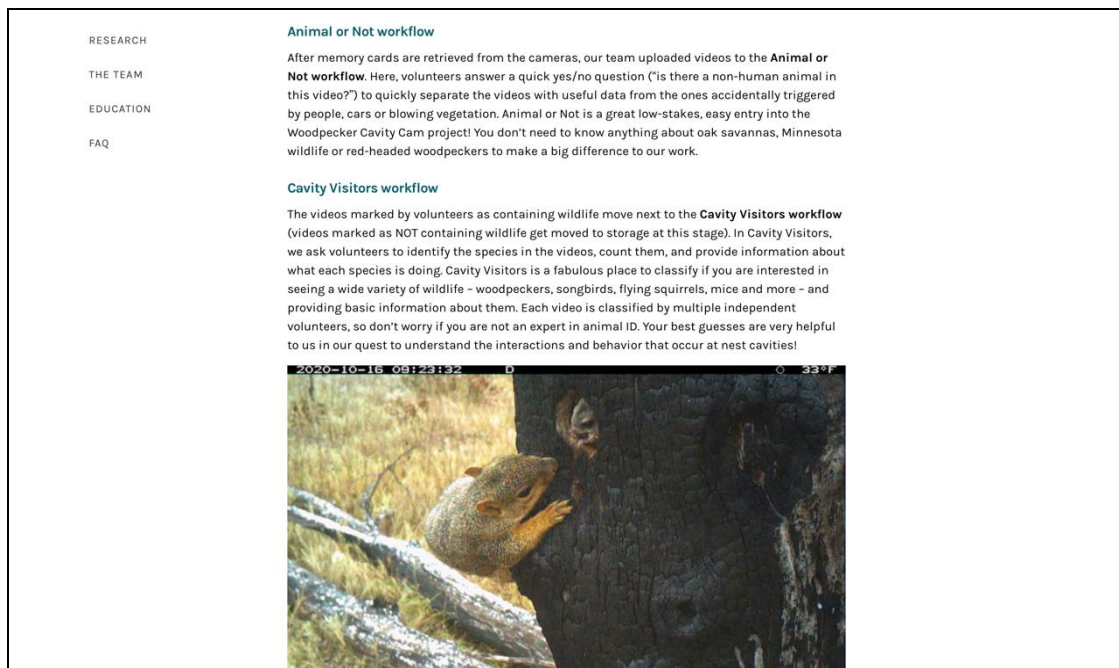 RESEARCH
THE TEAM
EDUCATION
FAQ
Animal or Not workflow
After memory cards are retrieved from the cameras, our team uploaded videos to the Animal or
Not workflow. Here, volunteers answer a quick yes/no question (“is there a non-human animal in
this video?”) to quickly separate the videos with useful data from the ones accidentally triggered
by people, cars or blowing vegetation. Animal or Not is a great low-stakes, easy entry into the
Woodpecker Cavity Cam project! You don’t need to know anything about oak savannas, Minnesota
wildlife or red-headed woodpeckers to make a big difference to our work.
Cavity Visitors workflow
The videos marked by volunteers as containing wildlife move next to the Cavity Visitors workflow
(videos marked as NOT containing wildlife get moved to storage at this stage). In Cavity Visitors,
we ask volunteers to identify the species in the videos, count them, and provide information about
what each species is doing. Cavity Visitors is a fabulous place to classify if you are interested in
seeing a wide variety of wildlife – woodpeckers, songbirds, flying squirrels, mice and more – and
providing basic information about them. Each video is classified by multiple independent
volunteers, so don’t worry if you are not an expert in animal ID. Your best guesses are very helpful
to us in our quest to understand the interactions and behavior that occur at nest cavities!
2020-10-16 09:23:32 D 33°F